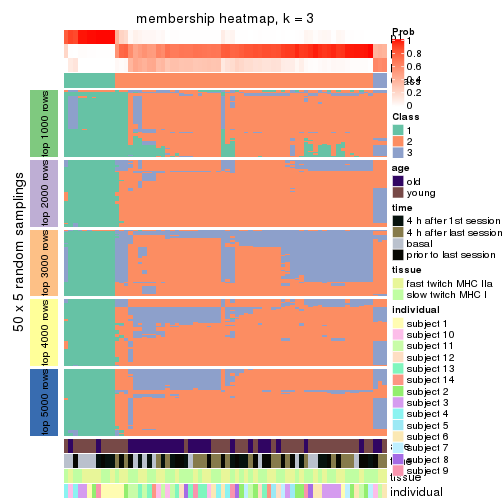 membership heatmap, k = 3
Prob
p1
1
0.8
0.6
0.4
0.2
0
Class
1
2
3
age
old
young
time
4 h after 1st session
4 h after last session
basal
prior to last session
tissue
fast twitch MHC IIa
slow twitch MHC I
individual
subject 1
subject 10
subject 11
subject 12
subject 13
subject 14
subject 2
subject 3
subject 4
subject 5
subject 6
subject 7
subject 8
subject 9
50 x 5 random samplings
top 1000 rows
top 2000 rows
top 3000 rows
top 4000 rows
top 5000 rows
tissue
individual